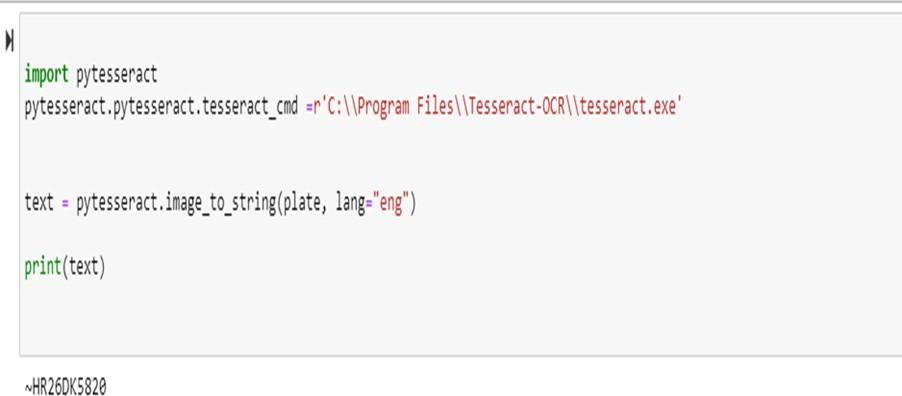 import pytesseract
pytesseract.pytesseract.tesseract_cmd =r'C:\\Program Files\\Tesseract-OCR\\tesseract.exe'
text = pytesseract.image_to_string(plate, lang="eng")
print(text)
~HR26DK5820